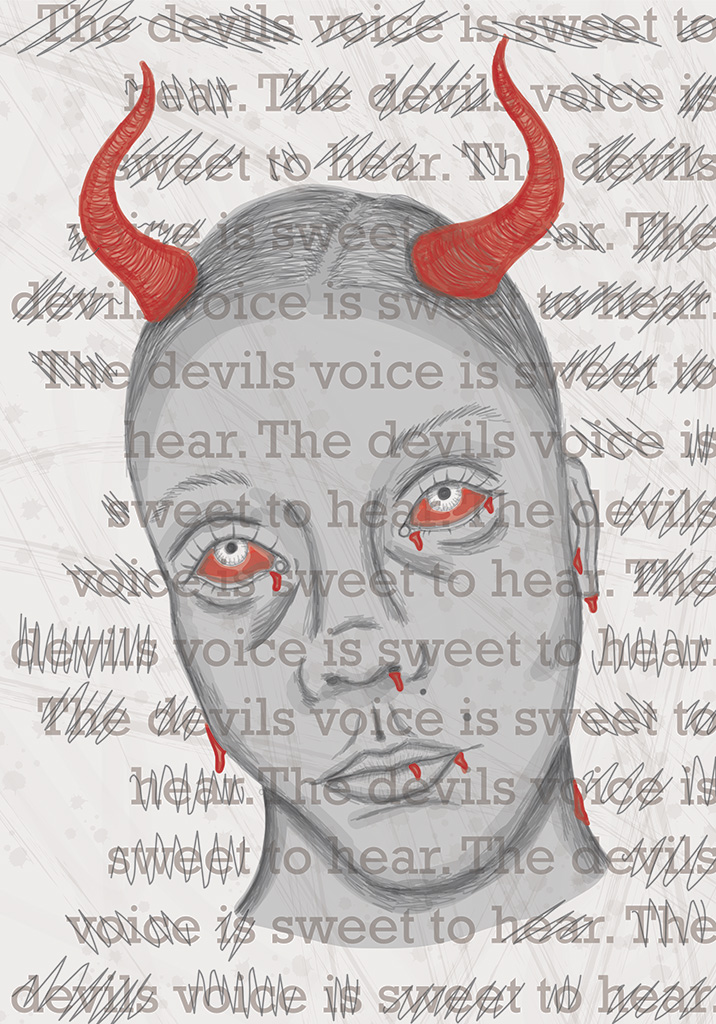 The devils voice is sweet to
hear. The devils voice is
sweet to hear. The devils
voice is sweet to hear. The
devils voice is sweet to hear.
The devils voice is sweet to
hear. The devils voice is
sweet to hear. The devils
voice is sweet to hear. The
devils voice is sweet to hear.
The devils voice is sweet to
hear. The devils voice is
sweet to hear. The devils
voice is sweet to hear. The
devils voice is sweet to hear.